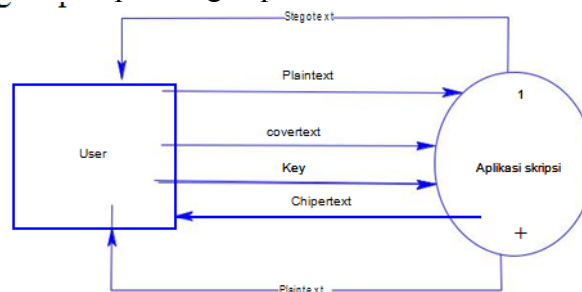 Stegotext
Plaintext
1
covertext
User
Key
Aplikasi skripsi
Chipertext
+
Plaintext